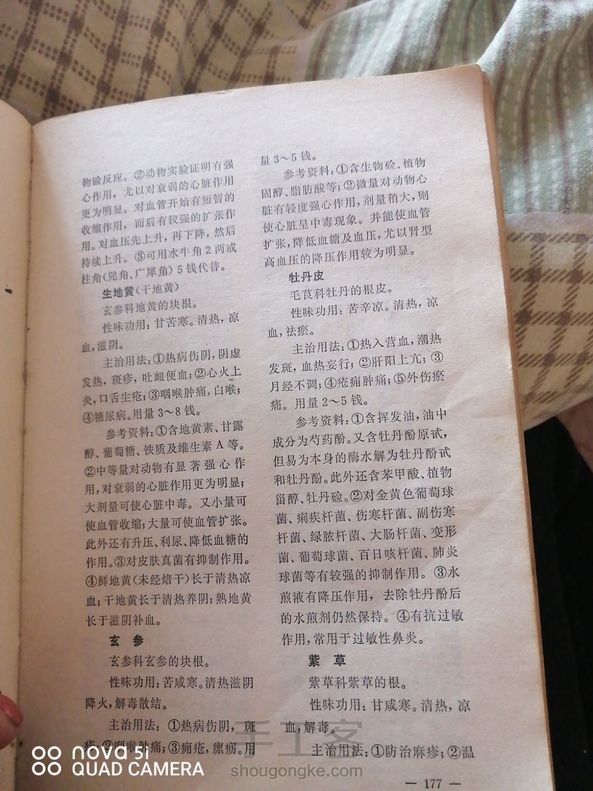 物硷反应。②动物实验证明有强
心作用，尤以对衰弱的心脏作用
更为明显。对血管开始有短暂的
收缩作用，而后有较强的扩张作
用。对血压先上升，再下降，然后
持续上升。③可用水牛角2两或
牡角(兕角、广犀角)5钱代替。
生地黄(干地黄)
玄参科地黄的块根。
性味功用：甘苦寒。清热，凉
血，滋阴。
主治用法：①热病伤阴，阴虚
发热，斑疹，吐衄便血；②心火上
炎，口舌生疮；③咽喉肿痛，白喉；
④糖尿病。用量3～8钱。
参考资料：①含地黄素、甘露
醇、葡萄糖、铁质及维生素A等。
②中等量对动物有显著强心作
用，对衰弱的心脏作用更为明显；
大剂量可使心脏中毒。又小量可
使血管收缩；大量可使血管扩张。
此外还有升压、利尿、降低血糖的
作用。③对皮肤真菌有抑制作用。
④鲜地黄(未经焙干)长于清热凉
血；干地黄长于清热养阴；熟地黄
长于滋阴补血。
玄参
玄参科玄参的块根。
性味功用：苦咸寒。清热滋阴
降火，解毒散结。
主治用法：①热病伤阴，斑
疹；②咽喉肿痛；③痈疮，瘰疬。用
量3～5钱。
参考资料：①含生物硷、植物
固醇、脂肪酸等；②微量对动物心
脏有轻度强心作用，剂量稍大，则
使心脏呈中毒现象。并能使血管
扩张，降低血糖及血压，尤以肾型
高血压的降压作用较为明显。
牡丹皮
毛茛科牡丹的根皮。
性味功用：苦辛凉。清热，凉
血，祛瘀。
主治用法：①热入营血，潮热
发斑，血热妄行；②肝阳上亢；③
月经不调；④疮痈肿痛；⑤外伤瘀
痛。用量2～5钱。
参考资料：①含挥发油，油中
成分为芍药酚。又含牡丹酚原试，
但易为本身的酶水解为牡丹酚试
和牡丹酚。此外还含苯甲酸、植物
甾醇、牡丹硷。②对金黄色葡萄球
菌、痢疾杆菌、伤寒杆菌、副伤寒
杆菌、绿脓杆菌、大肠杆菌、变形
菌、葡萄球菌、百日咳杆菌、肺炎
球菌等有较强的抑制作用。③水
煎液有降压作用，去除牡丹酚后
的水煎剂仍然保持。④有抗过敏
作用，常用于过敏性鼻炎。
紫草
紫草科紫草的根。
性味功用：甘咸寒。清热，凉
血，解毒。
主治用法：①防治麻疹；②温
— 177 —
nova 5i
QUAD CAMERA
手工客
shougongke.com